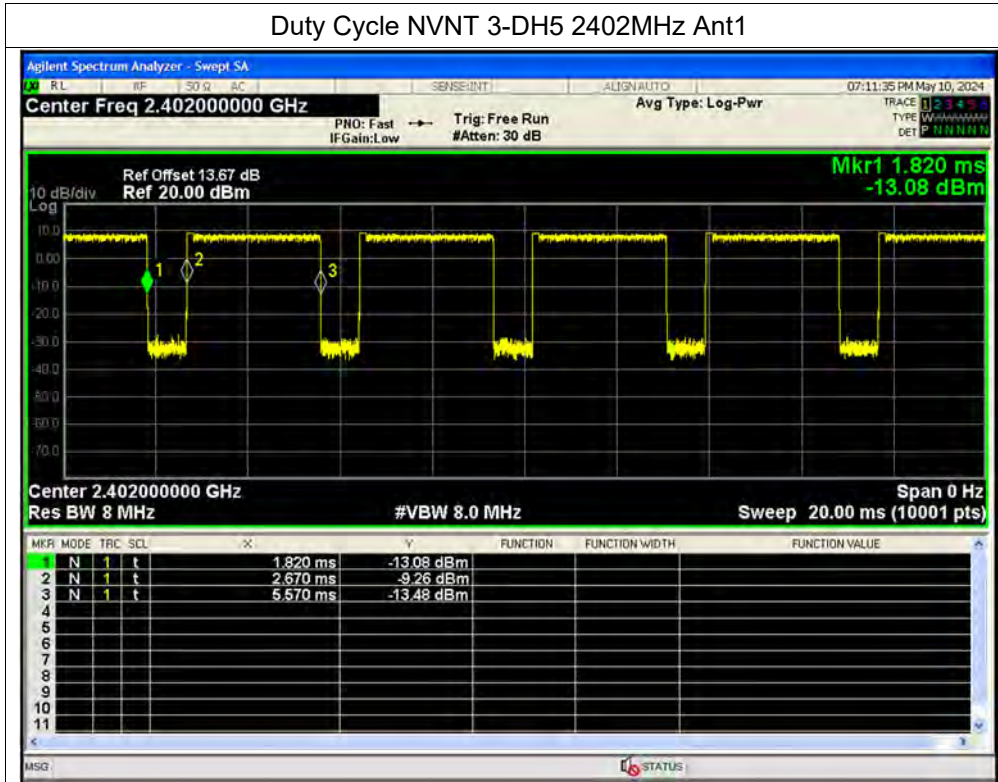 Duty Cycle NVNT 3-DH5 2402MHz Ant1
Agilent Spectrum Analyzer - Swept SA
LXI RL RF 50 Ω AC SENSE:INT ALIGN AUTO 07:11:35 PM May 10, 2024
Center Freq 2.402000000 GHz Avg Type: Log-Pwr TRACE 1 2 3 4 5 6
PNO: Fast Trig: Free Run TYPE W
IFGain:Low #Atten: 30 dB DET P N N N N N
Mkr1 1.820 ms
Ref Offset 13.67 dB
-13.08 dBm
10 dB/div Ref 20.00 dBm
Log
10.0
0.00
-10.0
-20.0
-30.0
-40.0
-50.0
-60.0
-70.0
1
2
3
Center 2.402000000 GHz Span 0 Hz
Res BW 8 MHz #VBW 8.0 MHz Sweep 20.00 ms (10001 pts)
MKR MODE TRC SCL X Y FUNCTION FUNCTION WIDTH FUNCTION VALUE
1 N 1 t 1.820 ms -13.08 dBm
2 N 1 t 2.670 ms -9.26 dBm
3 N 1 t 5.570 ms -13.48 dBm
4
5
6
7
8
9
10
11
MSG STATUS